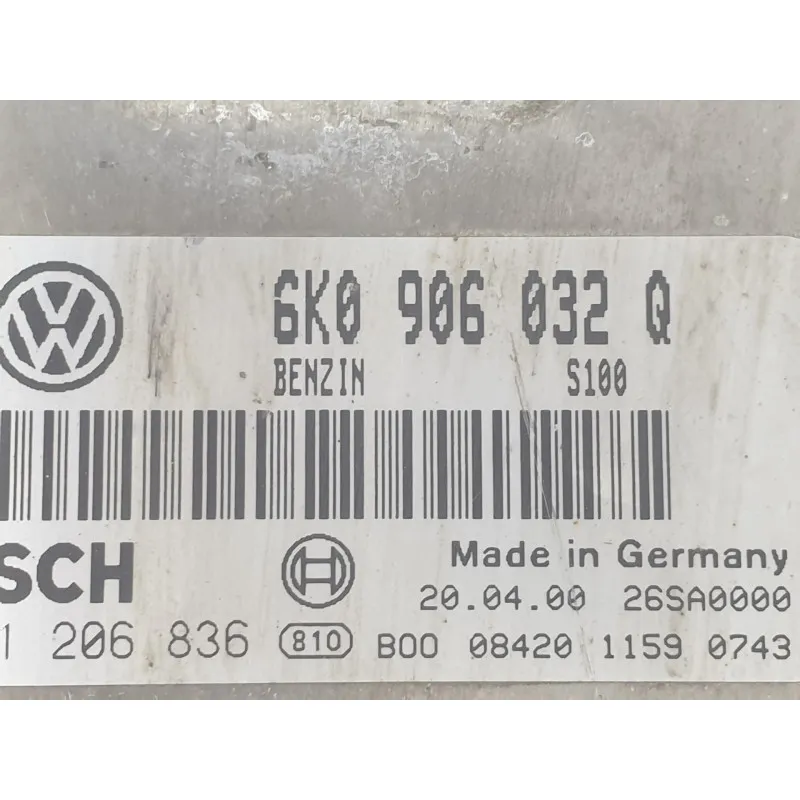 6K0 906 032 Q
BENZIN S100
SCH Made in Germany
20.04.00 26SA0000
1 206 836 810 B00 08420 1159 0743